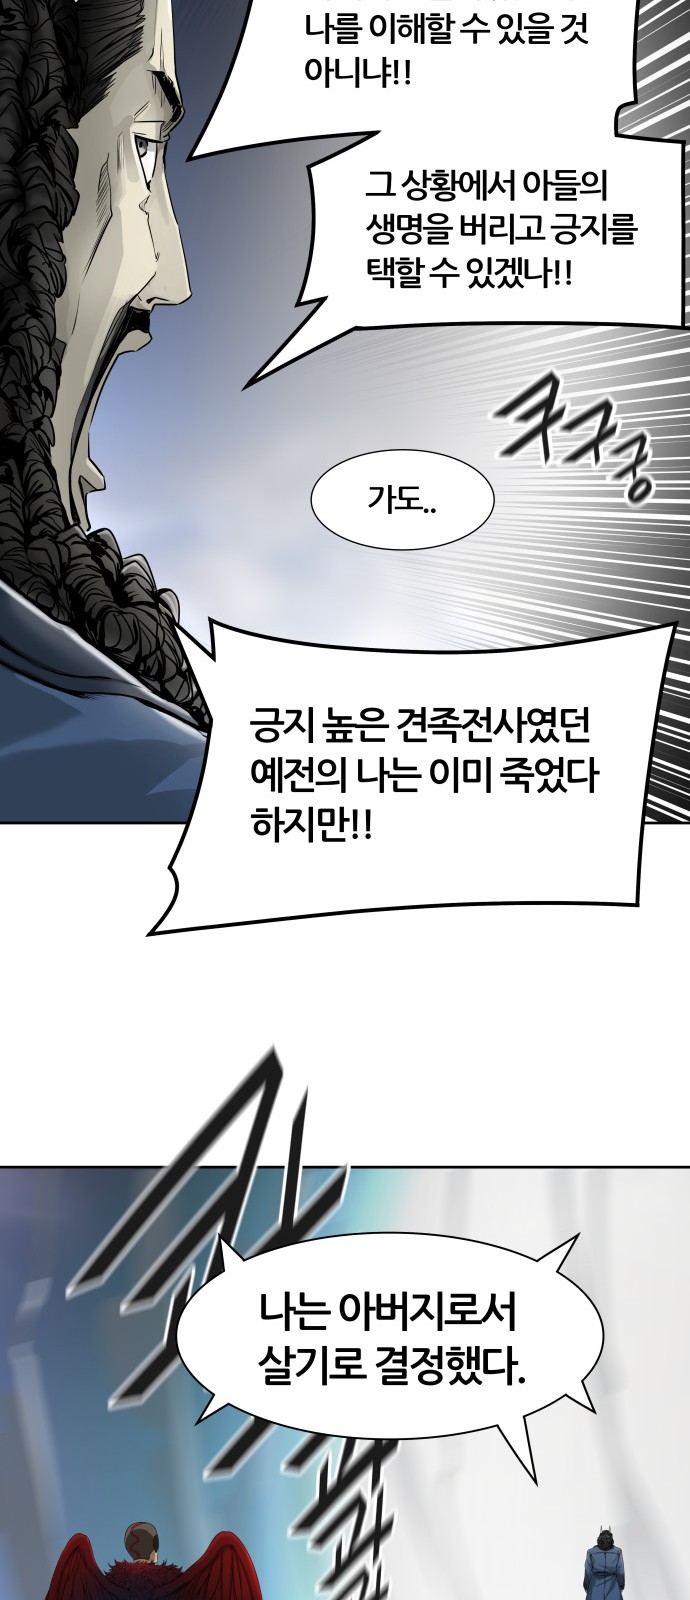 나를 이해할 수 있을 것
아니냐!!
그 상황에서 아들의
생명을 버리고 긍지를
택할 수 있겠나!!
쿠구궁
가도..
긍지 높은 견족전사였던
예전의 나는 이미 죽었다
하지만!!
나는 아버지로서
살기로 결정했다.